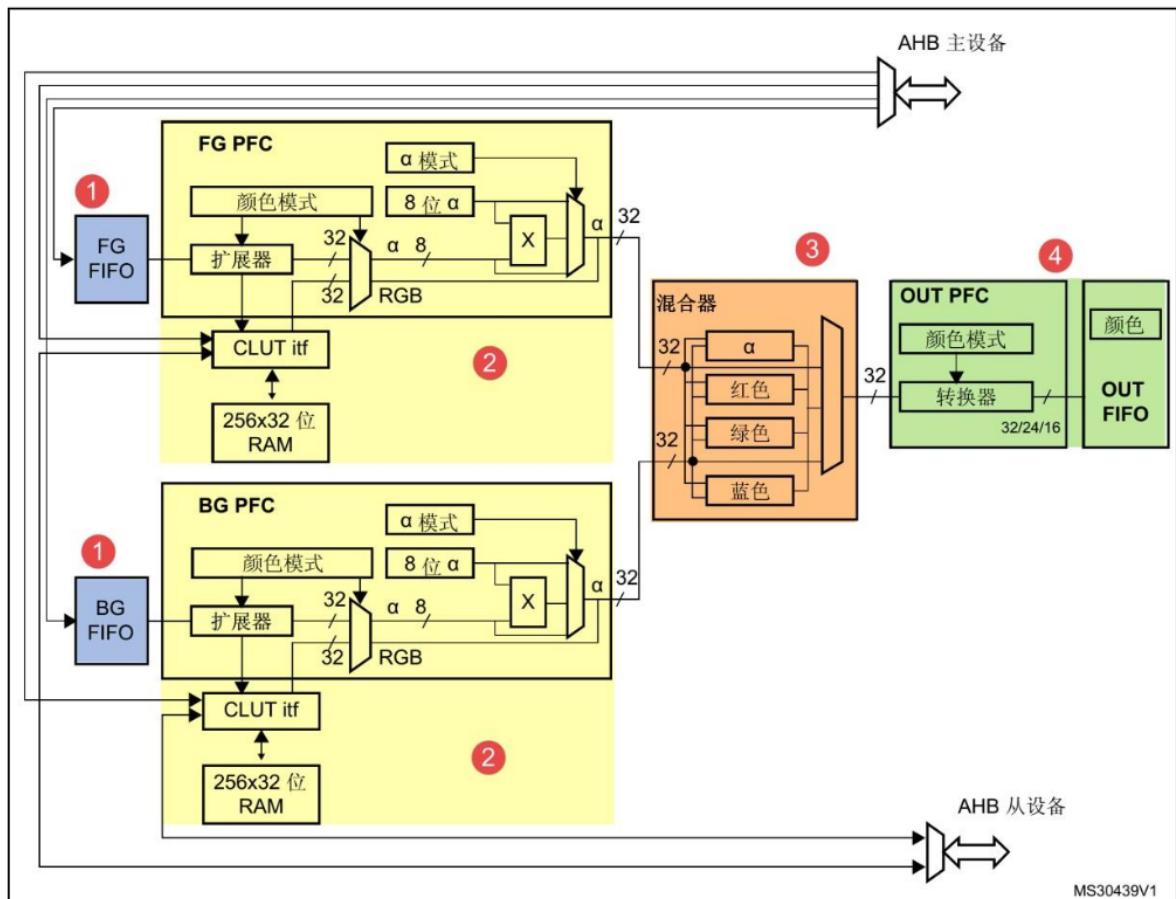 AHB 主设备
FG PFC
α 模式
8 位 α
颜色模式
1
FG
FIFO
扩展器
32
32
α 8
RGB
X
α
32
CLUT itf
2
256x32 位
RAM
BG PFC
α 模式
8 位 α
颜色模式
1
BG
FIFO
扩展器
32
32
α 8
RGB
X
α
32
CLUT itf
2
256x32 位
RAM
3
混合器
32
32
α
红色
绿色
蓝色
32
4
OUT PFC
颜色模式
转换器
32/24/16
颜色
OUT
FIFO
AHB 从设备
MS30439V1